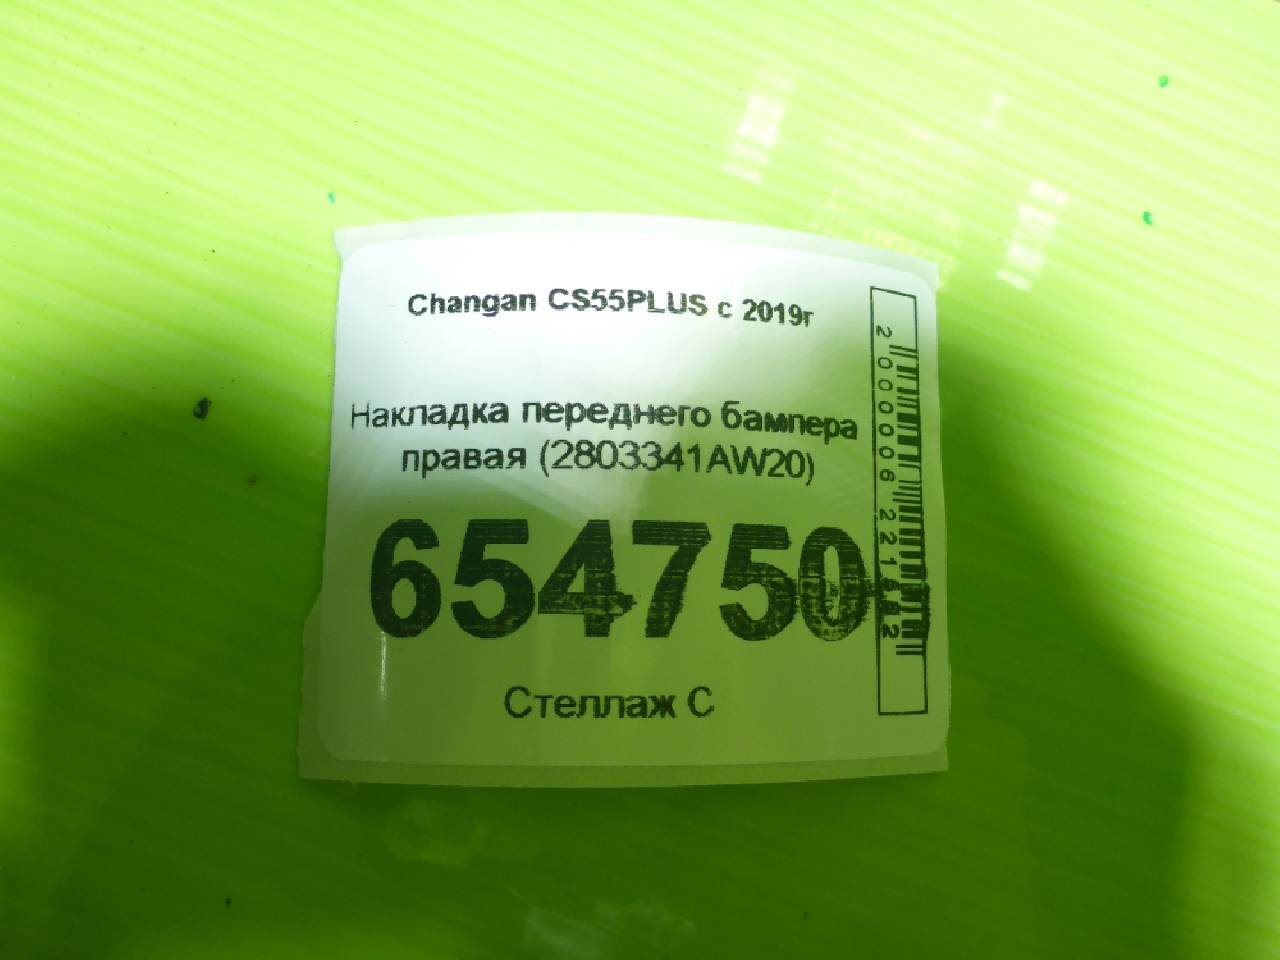 Changan CS55PLUS с 2019г
Накладка переднего бампера
правая (2803341AW20)
654750
Стеллаж С